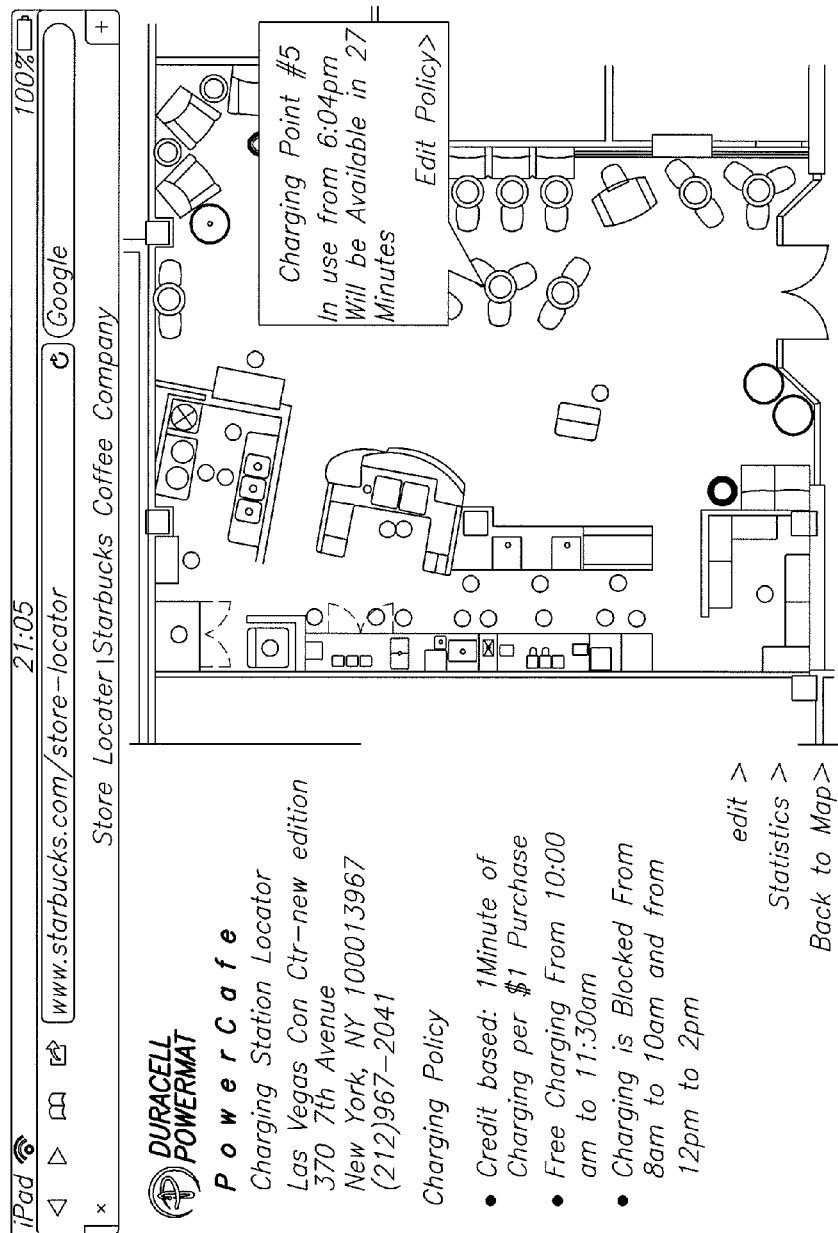 iPad 21:05 100%
www.starbucks.com/store-locator Google
× Store Locater | Starbucks Coffee Company +
DURACELL
POWERMAT
PowerCafe
Charging Station Locator
Las Vegas Con Ctr-new edition
370 7th Avenue
New York, NY 100013967
(212)967-2041
Charging Policy
• Credit based: 1Minute of
Charging per $1 Purchase
• Free Charging From 10:00
am to 11:30am
• Charging is Blocked From
8am to 10am and from
12pm to 2pm
edit >
Statistics >
Back to Map>
Charging Point #5
In use from 6:04pm
Will be Available in 27
Minutes
Edit Policy>